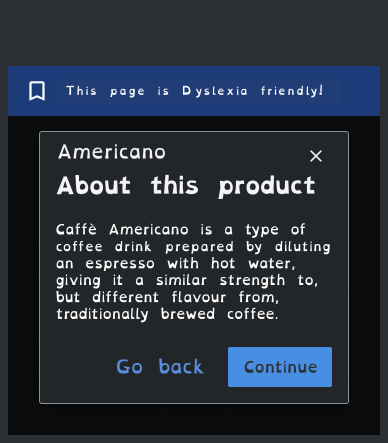 This page is Dyslexia friendly!
Americano
About this product
Caffè Americano is a type of
coffee drink prepared by diluting
an espresso with hot water,
giving it a similar strength to,
but different flavour from,
traditionally brewed coffee.
Go back
Continue